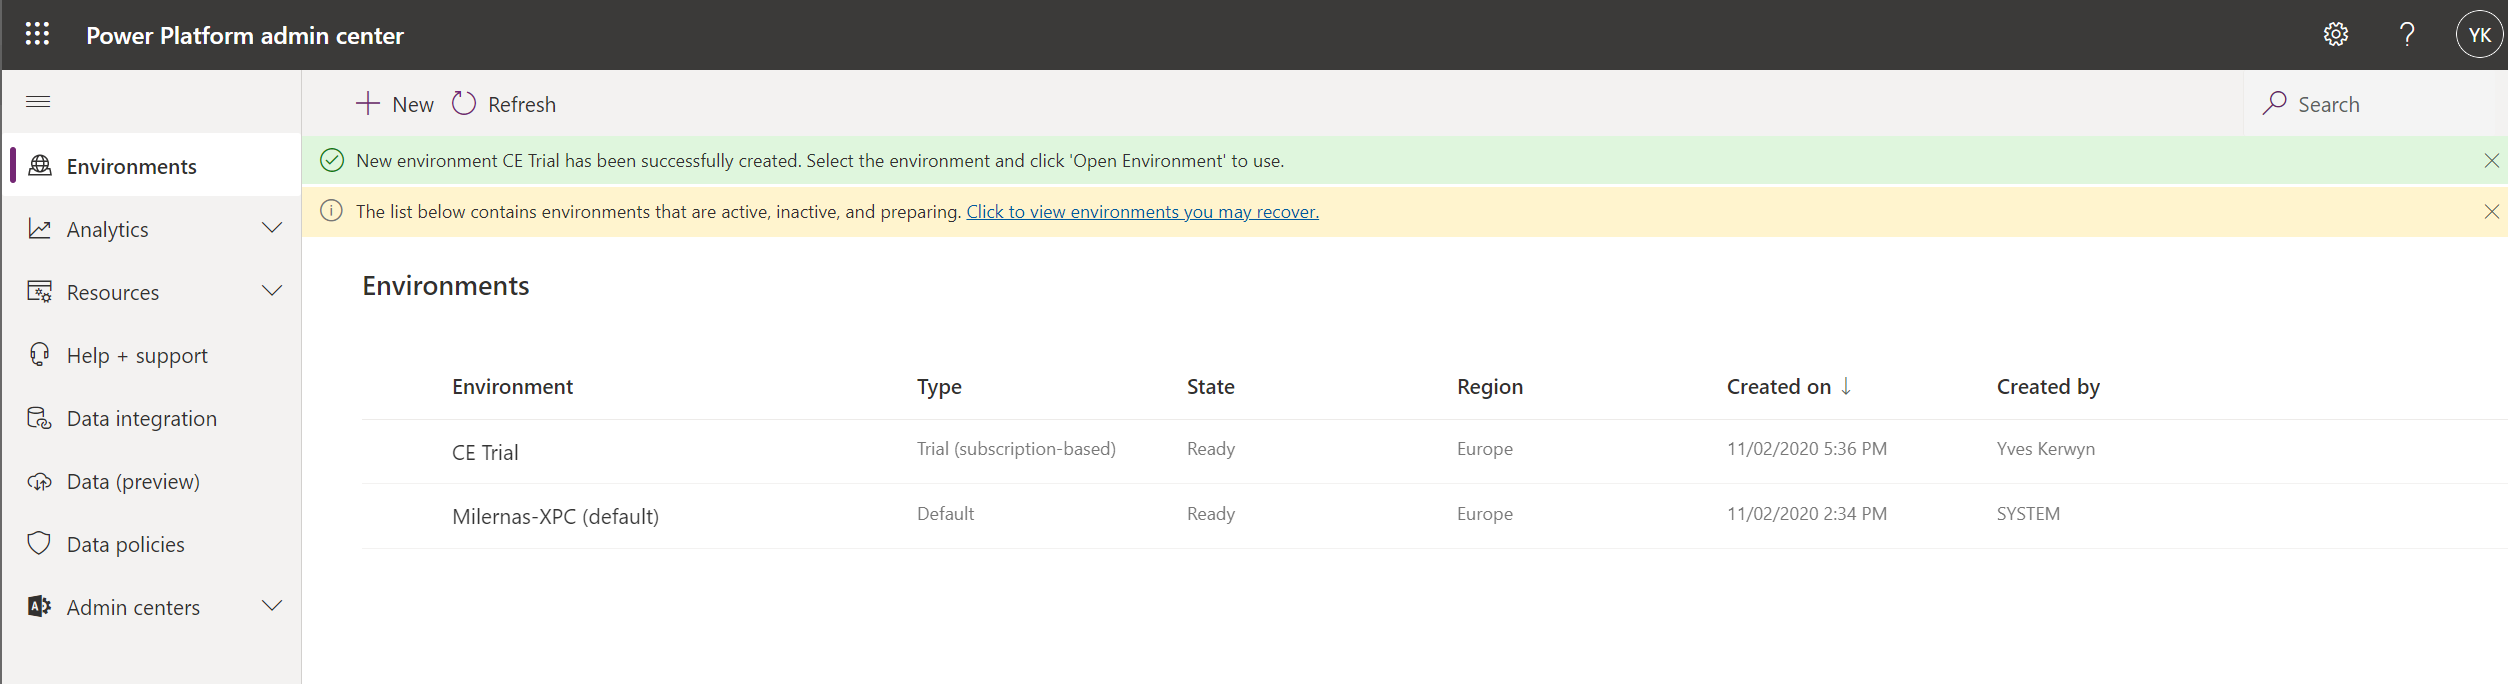 Power Platform admin center
YK
New
Refresh
Search
Environments
Analytics
Resources
Help + support
Data integration
Data (preview)
Data policies
Admin centers
New environment CE Trial has been successfully created. Select the environment and click 'Open Environment' to use.
The list below contains environments that are active, inactive, and preparing. Click to view environments you may recover.
Environments
Environment Type State Region Created on Created by
CE Trial Trial (subscription-based) Ready Europe 11/02/2020 5:36 PM Yves Kerwyn
Milernas-XPC (default) Default Ready Europe 11/02/2020 2:34 PM SYSTEM